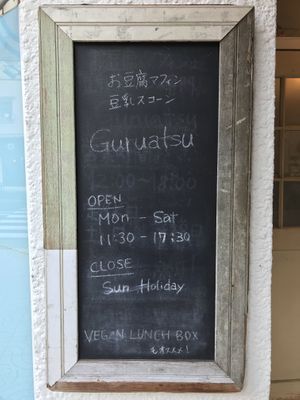 お豆腐マフィン
豆乳スコーン
Guruatsu
OPEN
Mon - Sat
11:30 - 17:30
CLOSE
Sun Holiday
VEGAN LUNCH BOX
もオススメ!